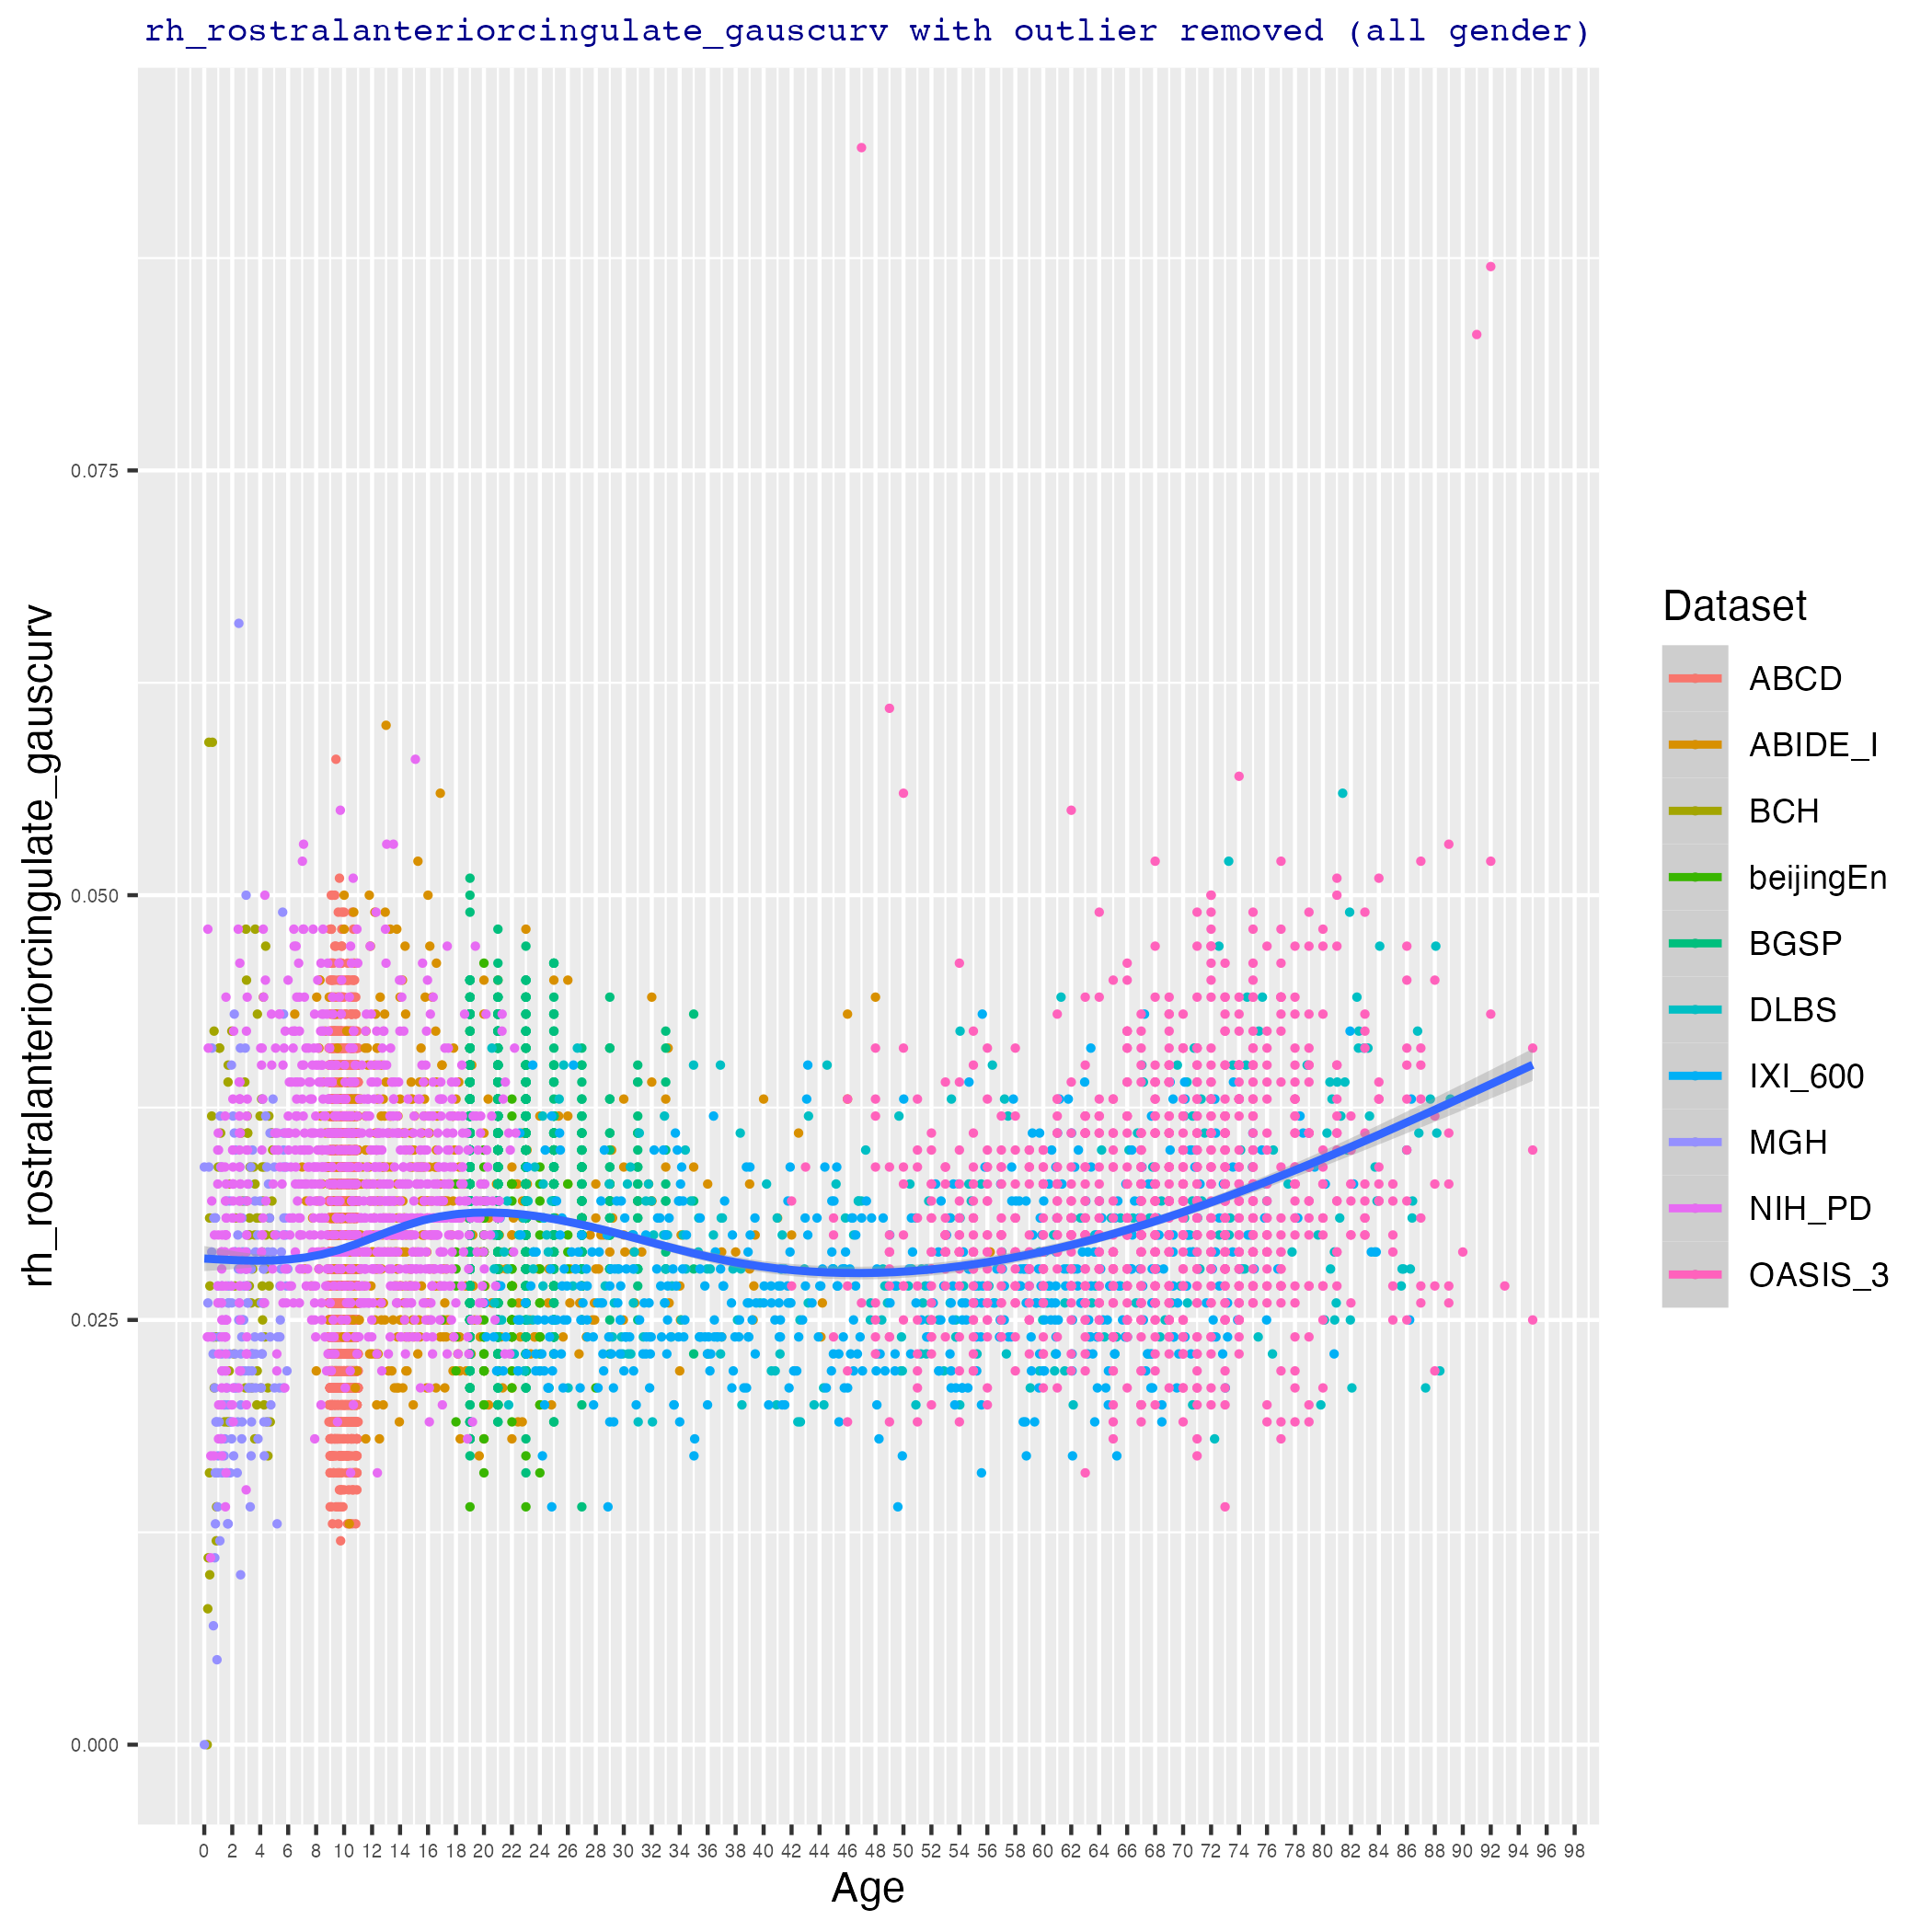 rh_rostralanteriorcingulate_gauscurv with outlier removed (all gender)
rh_rostralanteriorcingulate_gauscurv
0.075
0.050
0.025
0.000
0 2 4 6 8 10 12 14 16 18 20 22 24 26 28 30 32 34 36 38 40 42 44 46 48 50 52 54 56 58 60 62 64 66 68 70 72 74 76 78 80 82 84 86 88 90 92 94 96 98
Age
Dataset
ABCD
ABIDE_I
BCH
beijingEn
BGSP
DLBS
IXI_600
MGH
NIH_PD
OASIS_3